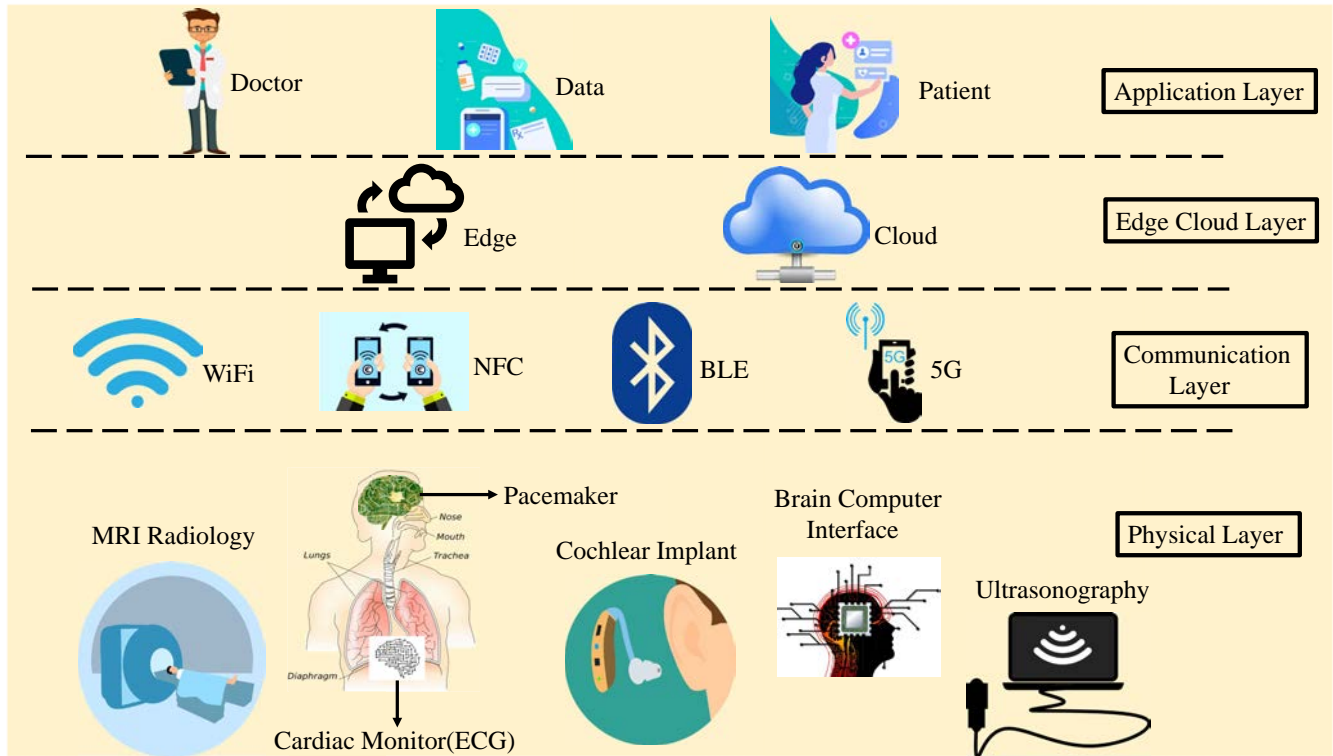 Doctor
Data
Patient
Application Layer
Edge
Cloud
Edge Cloud Layer
WiFi
NFC
BLE
5G
5G
Communication
Layer
Pacemaker
Nose
Mouth
Trachea
Lungs
Diaphragm
MRI Radiology
Cardiac Monitor(ECG)
Cochlear Implant
Brain Computer
Interface
Ultrasonography
Physical Layer